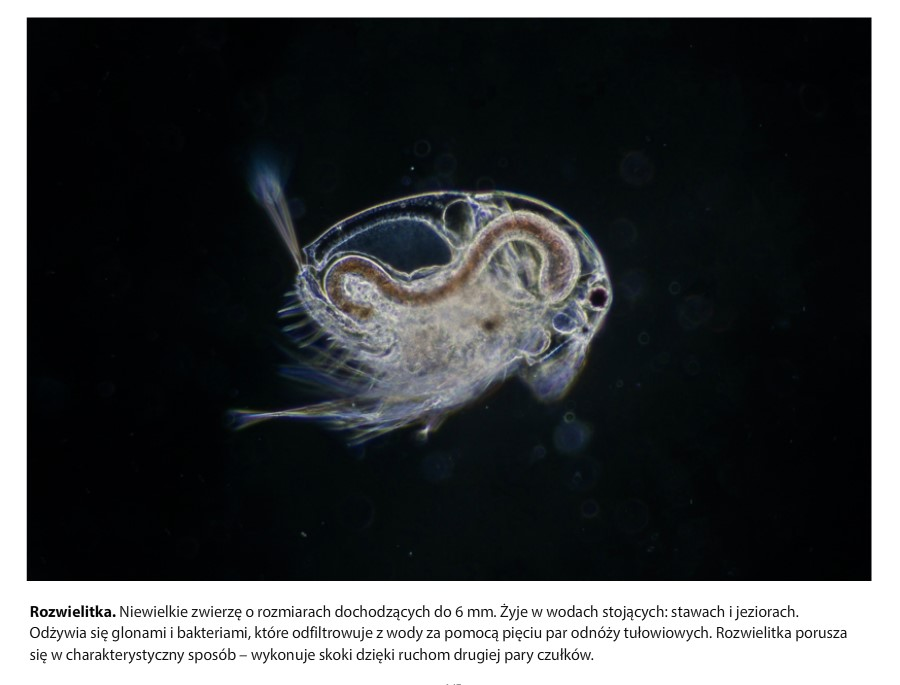 Rozwielitka. Niewielkie zwierzę o rozmiarach dochodzących do 6 mm. Żyje w wodach stojących: stawach i jeziorach.
Odżywia się glonami i bakteriami, które odfiltrowuje z wody za pomocą pięciu par odnóży tułowiowych. Rozwielitka porusza
się w charakterystyczny sposób – wykonuje skoki dzięki ruchom drugiej pary czułków.